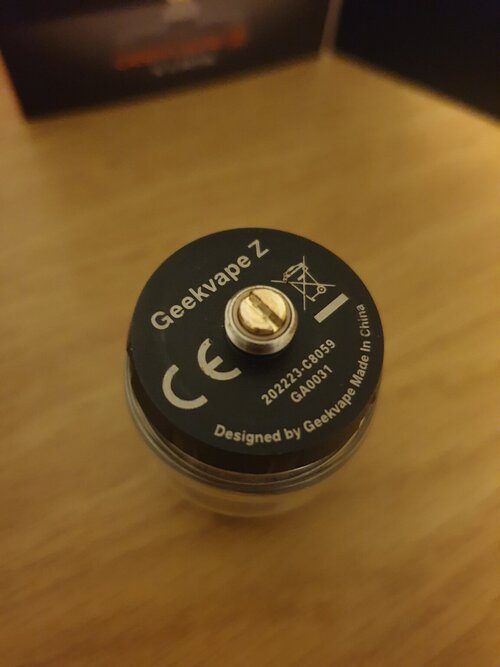 Geekvape Z
CE
202223-C8059
GA0031
Designed by Geekvape Made In China